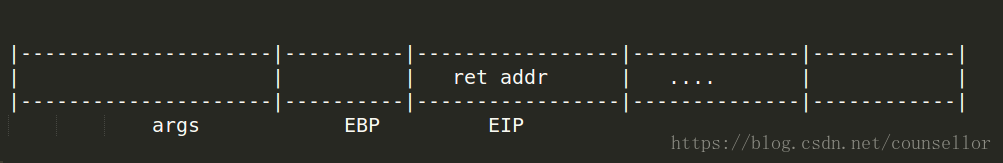 |---------------------|----------|-----------------|--------------|------------|
|                     |          |   ret addr      |   ....       |            |
|---------------------|----------|-----------------|--------------|------------|
args EBP EIP
https://blog.csdn.net/counsellor